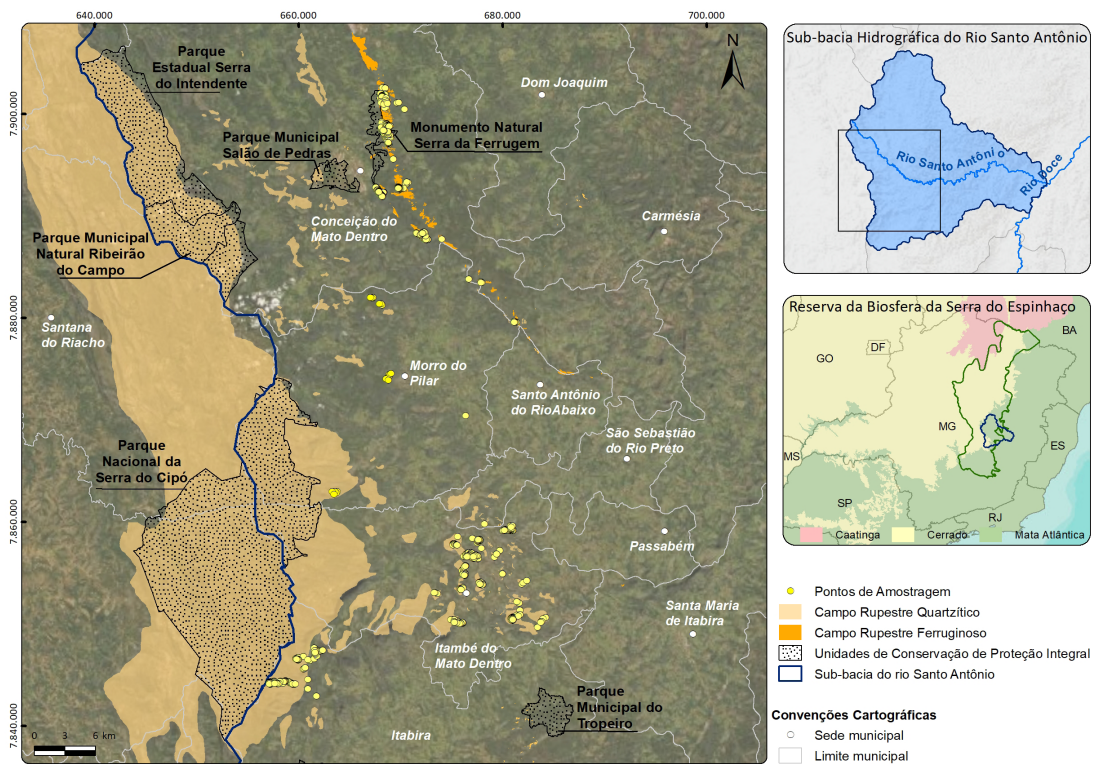 640.000
660.000
680.000
700.000
7.900.000
7.880.000
7.860.000
7.840.000
N
Parque
Estadual Serra
do Intendente
Parque Municipal
Salão de Pedras
Monumento Natural
Serra da Ferrugem
Dom Joaquim
Conceição do
Mato Dentro
Carmésia
Parque Municipal
Natural Ribeirão
do Campo
Santana
do Riacho
Morro do
Pilar
Santo Antônio
do RioAbaixo
São Sebastião
do Rio Preto
Parque
Nacional da
Serra do Cipó
Passabém
Santa Maria
de Itabira
Itambé do
Mato Dentro
Parque
Municipal do
Tropeiro
Itabira
0 3 6 km
Sub-bacia Hidrográfica do Rio Santo Antônio
Rio Santo Antônio
Rio Doce
Reserva da Biosfera da Serra do Espinhaço
BA
GO
DF
MG
ES
MS
SP
RJ
Caatinga
Cerrado
Mata Atlântica
Pontos de Amostragem
Campo Rupestre Quartzítico
Campo Rupestre Ferruginoso
Unidades de Conservação de Proteção Integral
Sub-bacia do rio Santo Antônio
Convenções Cartográficas
Sede municipal
Limite municipal